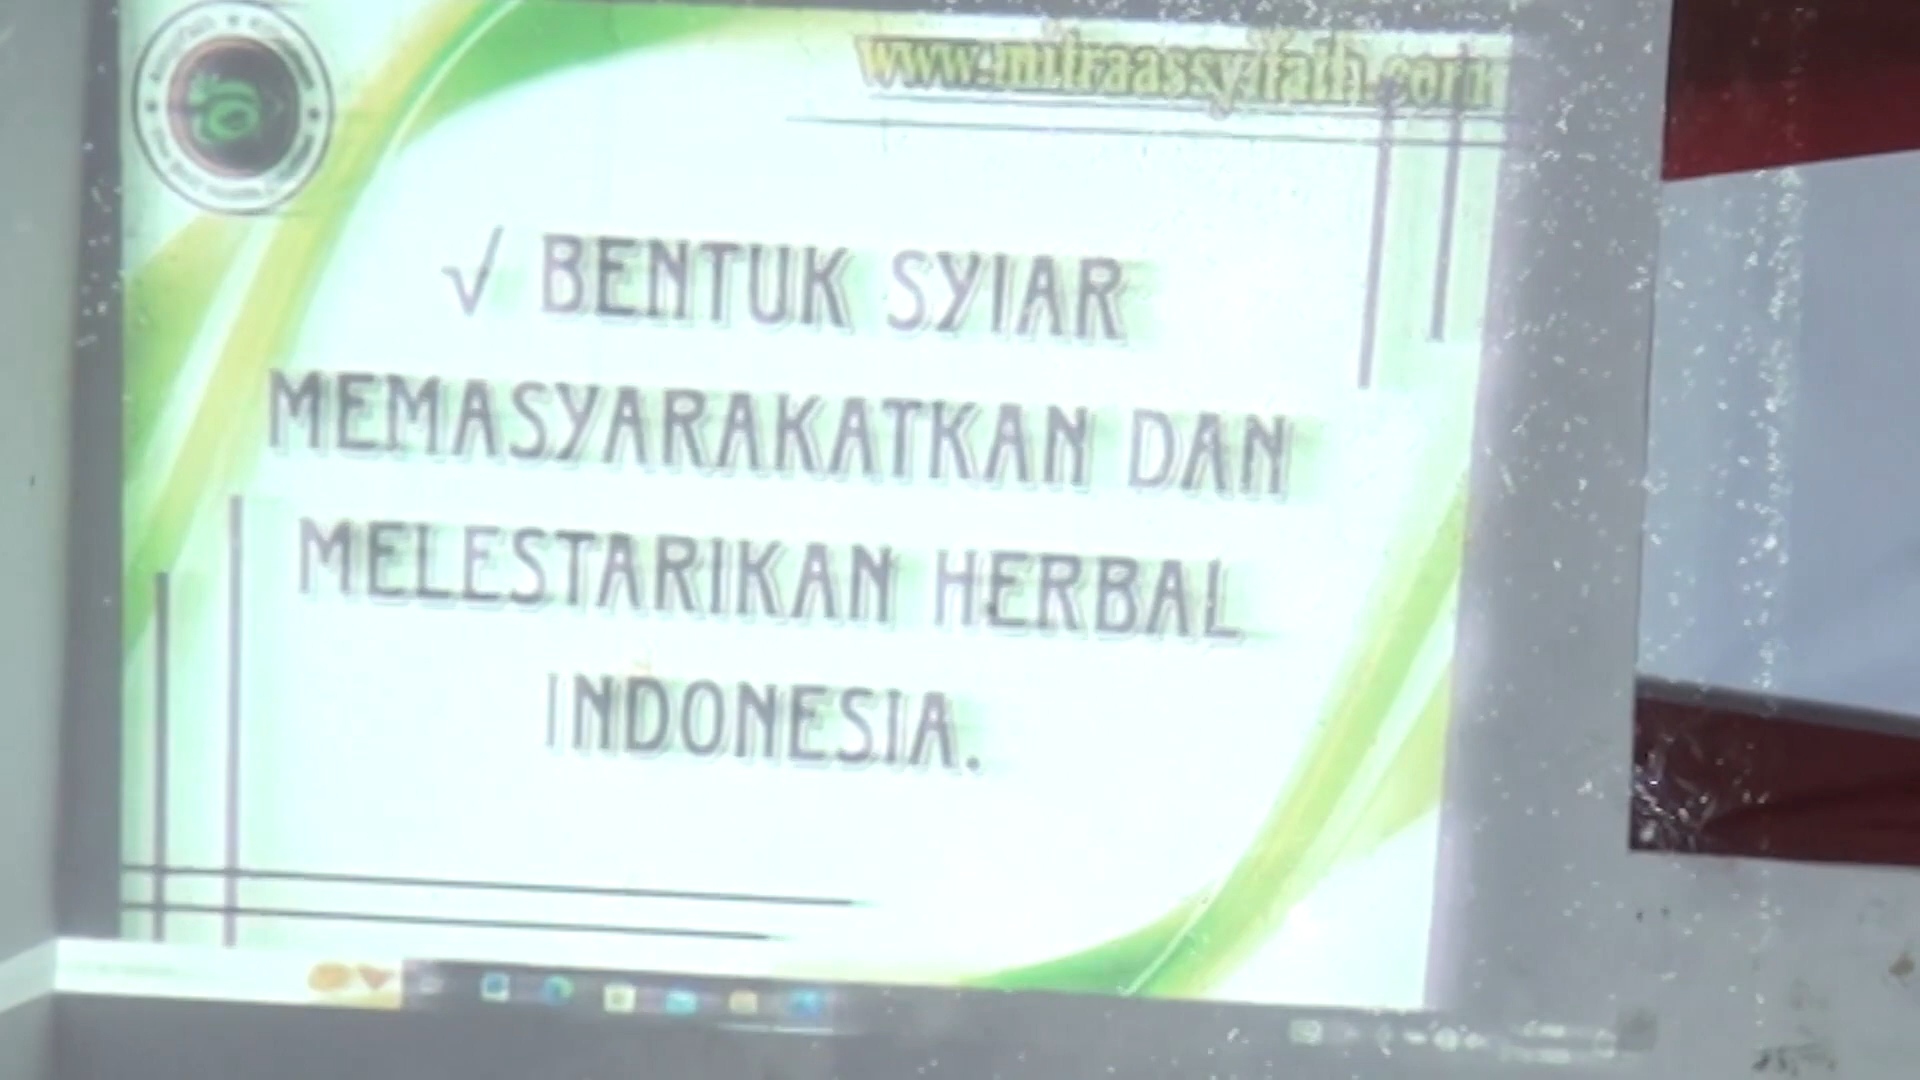 www.mitraassyifaih.com
√ BENTUK SYIAR
MEMASYARAKATKAN DAN
MELESTARIKAN HERBAL
INDONESIA.